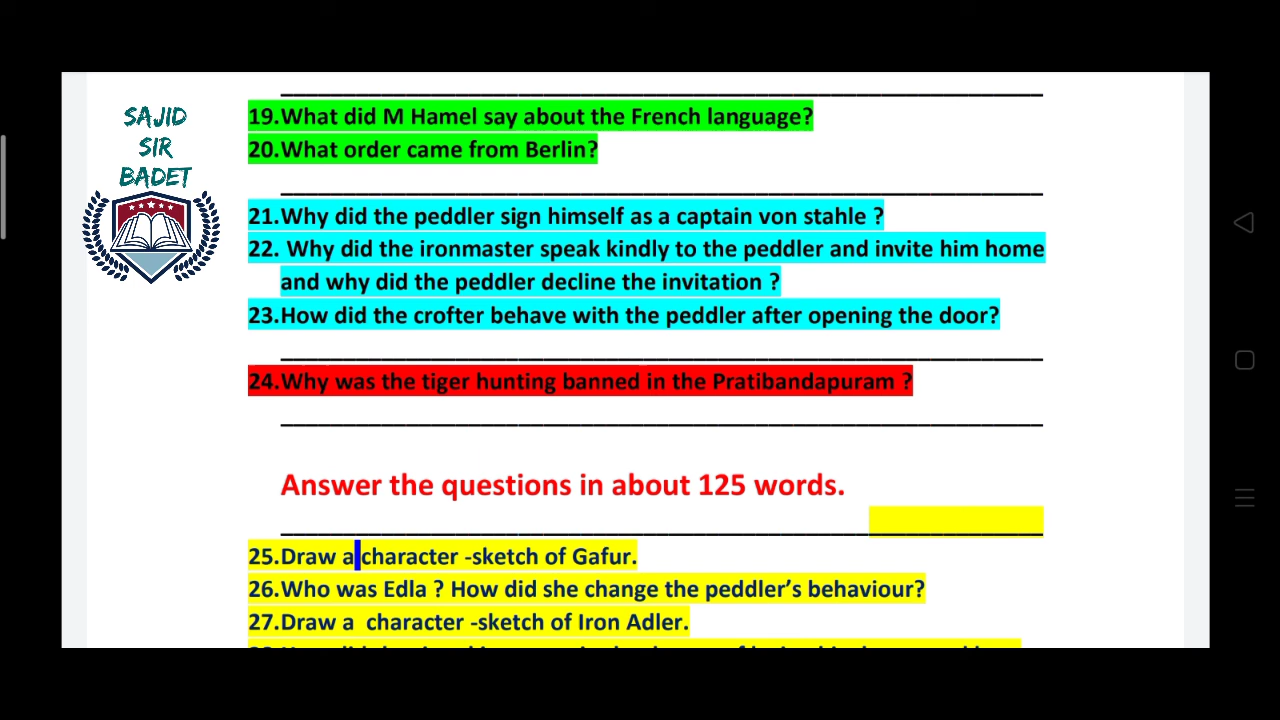 SAJID
SIR
BADET
19.What did M Hamel say about the French language?
20.What order came from Berlin?
21.Why did the peddler sign himself as a captain von stahle ?
22. Why did the ironmaster speak kindly to the peddler and invite him home
and why did the peddler decline the invitation ?
23.How did the crofter behave with the peddler after opening the door?
24.Why was the tiger hunting banned in the Pratibandapuram ?
Answer the questions in about 125 words.
25.Draw a character -sketch of Gafur.
26.Who was Edla ? How did she change the peddler’s behaviour?
27.Draw a  character -sketch of Iron Adler.